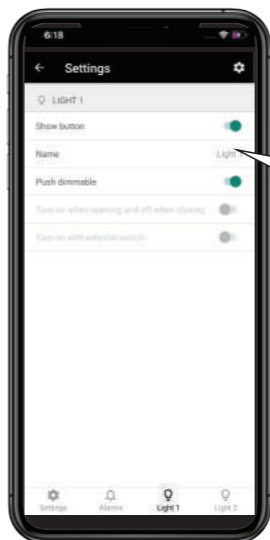 6:18
Settings
LIGHT 1
Show button
Name Light 1
Push dimmable
Turn on when opening and off when closing
Turn on with external switch
Settings Alarms Light 1 Light 2